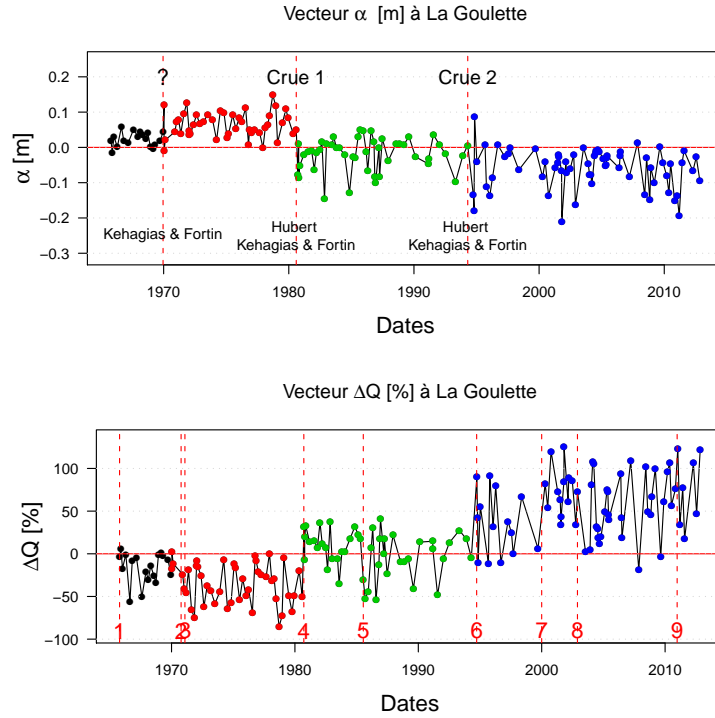 Vecteur α [m] à La Goulette
α [m]
0.2
0.1
0.0
−0.1
−0.2
−0.3
?
Crue 1
Crue 2
Kehagias & Fortin
Hubert
Kehagias & Fortin
Hubert
Kehagias & Fortin
1970
1980
1990
2000
2010
Dates
Vecteur ΔQ [%] à La Goulette
ΔQ [%]
100
50
0
−50
−100
1
2
3
4
5
6
7
8
9
1970
1980
1990
2000
2010
Dates